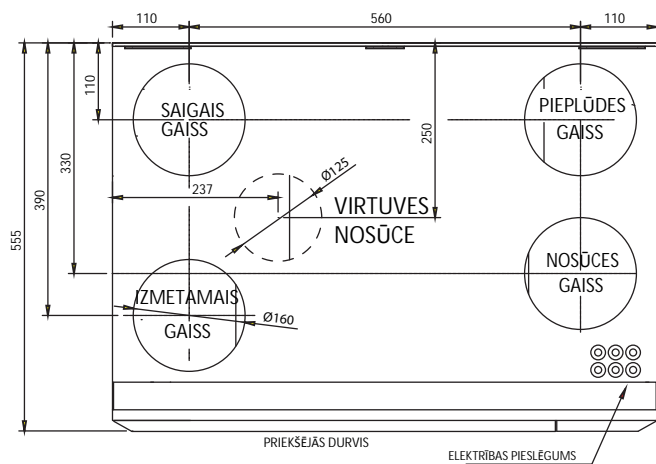 110
560
110
110
330
390
555
250
237
Ø125
SAIGAIS
GAISS
PIEPLŪDES
GAISS
VIRTUVES
NOSŪCE
NOSŪCES
GAISS
IZMETAMAIS
GAISS
Ø160
PRIEKŠĒJĀS DURVIS
ELEKTRĪBAS PIESLĒGUMS